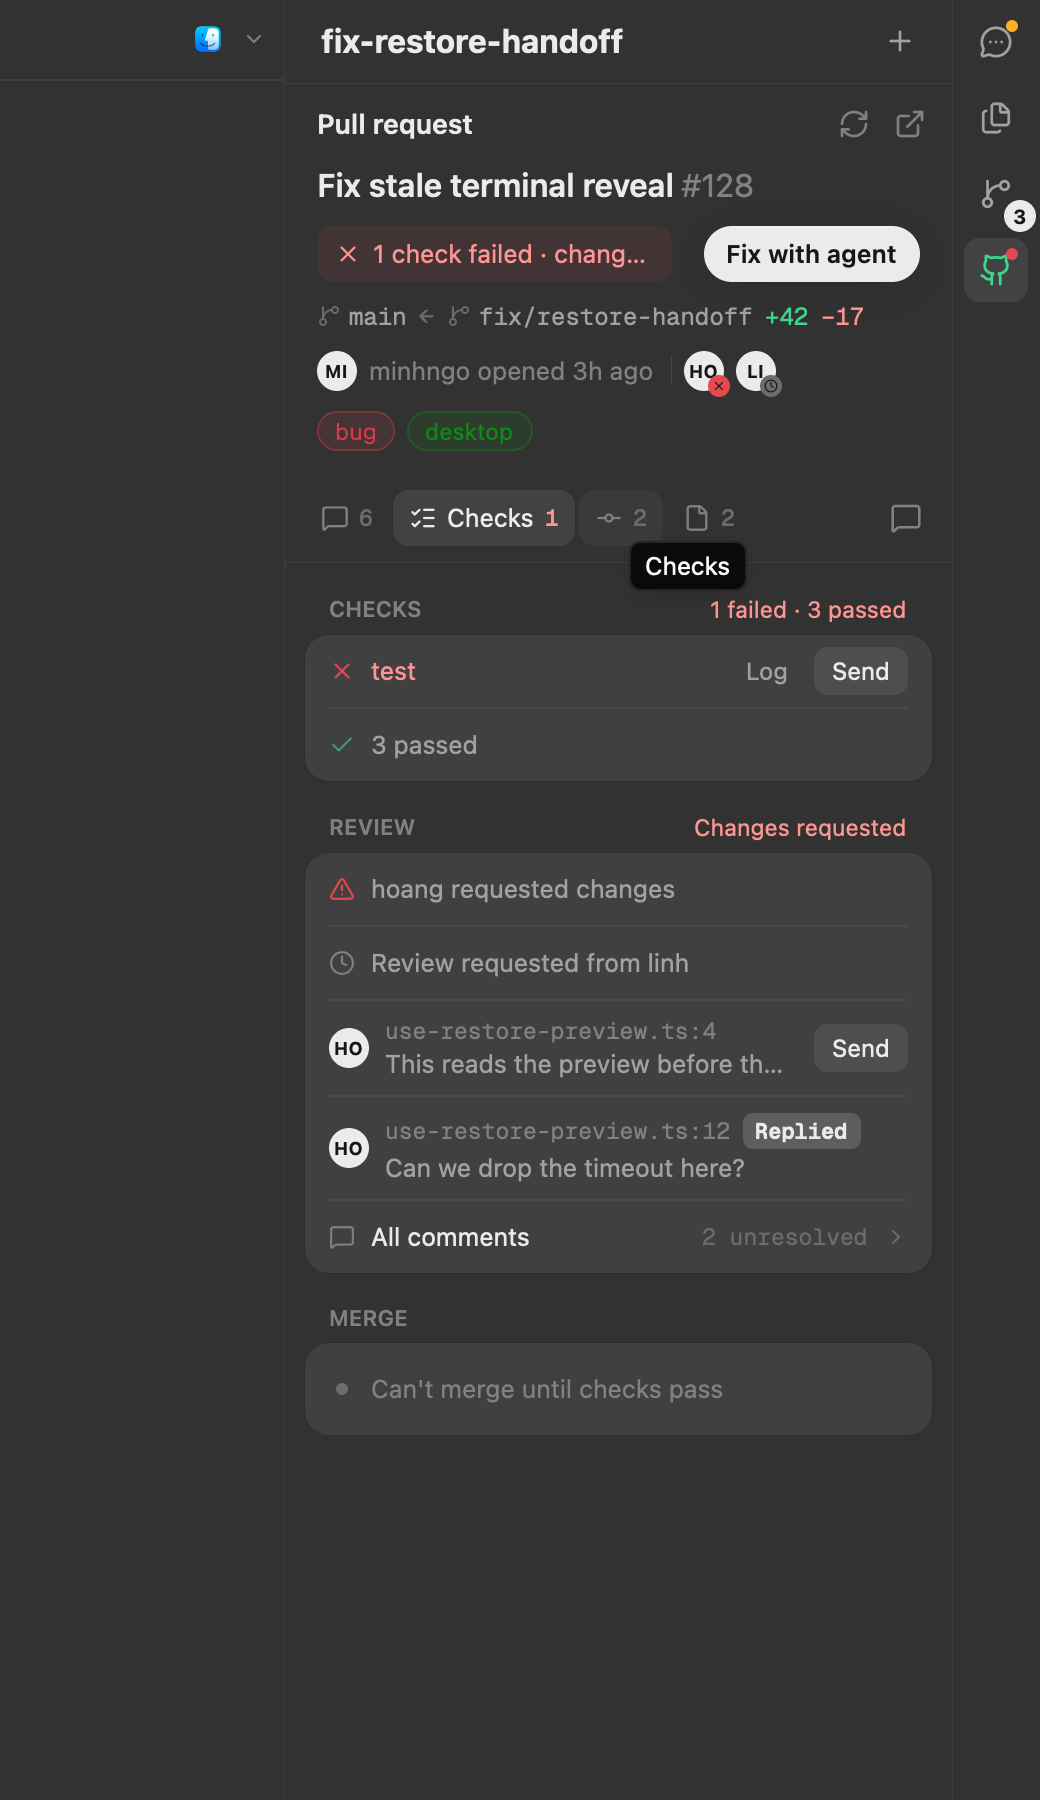 fix-restore-handoff
Pull request
Fix stale terminal reveal #128
1 check failed · chang...
Fix with agent
3
main ← fix/restore-handoff +42 −17
MI minhngo opened 3h ago HO LI
bug desktop
6 Checks 1 2 2
Checks
CHECKS 1 failed · 3 passed
test Log Send
3 passed
REVIEW Changes requested
hoang requested changes
Review requested from linh
use-restore-preview.ts:4
HO This reads the preview before th... Send
use-restore-preview.ts:12 Replied
HO Can we drop the timeout here?
All comments 2 unresolved
MERGE
Can't merge until checks pass